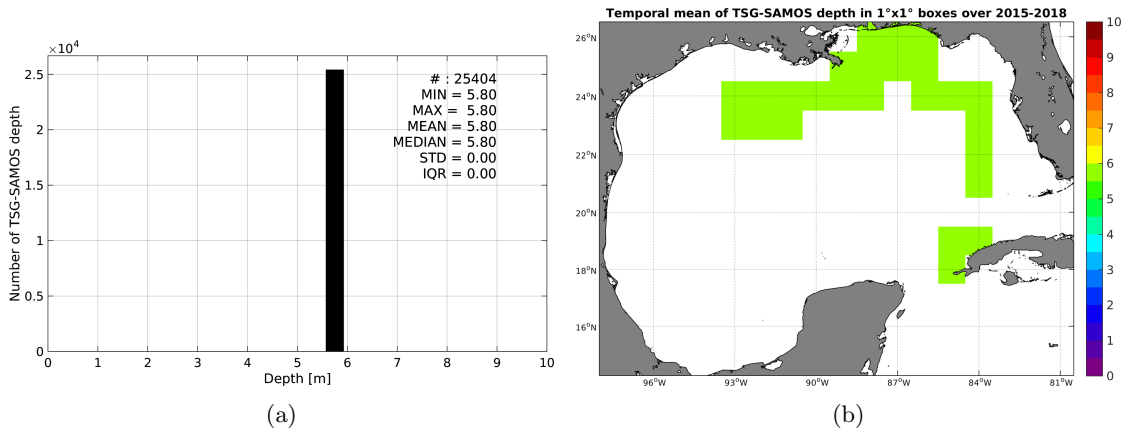 ×10⁴
2.5
2
1.5
1
0.5
0
0 1 2 3 4 5 6 7 8 9 10
Number of TSG-SAMOS depth
Depth [m]
# : 25404
MIN = 5.80
MAX = 5.80
MEAN = 5.80
MEDIAN = 5.80
STD = 0.00
IQR = 0.00
(a)
Temporal mean of TSG-SAMOS depth in 1°x1° boxes over 2015-2018
26°N
24°N
22°N
20°N
18°N
16°N
96°W 93°W 90°W 87°W 84°W 81°W
10
9
8
7
6
5
4
3
2
1
0
(b)